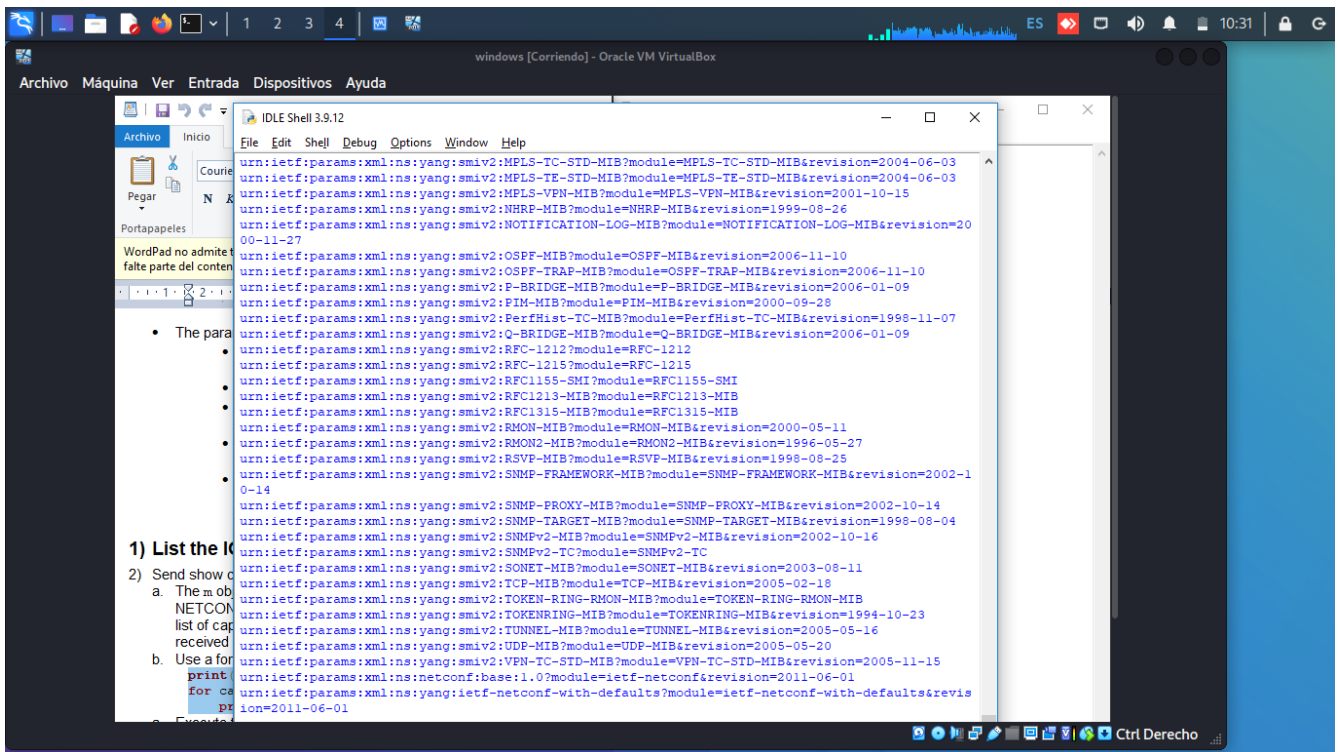 1 2 3 4
ES
10:31
windows [Corriendo] - Oracle VM VirtualBox
Archivo Máquina Ver Entrada Dispositivos Ayuda
Archivo Inicio
Pegar
Courie
N K
Portapapeles
WordPad no admite t
falte parte del conten
1 2
• The para
1) List the I
2) Send show c
a. The m ob
NETCON
list of cap
received
b. Use a for
print(
for ca
pr
IDLE Shell 3.9.12
File Edit Shell Debug Options Window Help
urn:ietf:params:xml:ns:yang:smiv2:MPLS-TC-STD-MIB?module=MPLS-TC-STD-MIB&revision=2004-06-03
urn:ietf:params:xml:ns:yang:smiv2:MPLS-TE-STD-MIB?module=MPLS-TE-STD-MIB&revision=2004-06-03
urn:ietf:params:xml:ns:yang:smiv2:MPLS-VPN-MIB?module=MPLS-VPN-MIB&revision=2001-10-15
urn:ietf:params:xml:ns:yang:smiv2:NHRP-MIB?module=NHRP-MIB&revision=1999-08-26
urn:ietf:params:xml:ns:yang:smiv2:NOTIFICATION-LOG-MIB?module=NOTIFICATION-LOG-MIB&revision=20
00-11-27
urn:ietf:params:xml:ns:yang:smiv2:OSPF-MIB?module=OSPF-MIB&revision=2006-11-10
urn:ietf:params:xml:ns:yang:smiv2:OSPF-TRAP-MIB?module=OSPF-TRAP-MIB&revision=2006-11-10
urn:ietf:params:xml:ns:yang:smiv2:P-BRIDGE-MIB?module=P-BRIDGE-MIB&revision=2006-01-09
urn:ietf:params:xml:ns:yang:smiv2:PIM-MIB?module=PIM-MIB&revision=2000-09-28
urn:ietf:params:xml:ns:yang:smiv2:PerfHist-TC-MIB?module=PerfHist-TC-MIB&revision=1998-11-07
urn:ietf:params:xml:ns:yang:smiv2:Q-BRIDGE-MIB?module=Q-BRIDGE-MIB&revision=2006-01-09
urn:ietf:params:xml:ns:yang:smiv2:RFC-1212?module=RFC-1212
urn:ietf:params:xml:ns:yang:smiv2:RFC-1215?module=RFC-1215
urn:ietf:params:xml:ns:yang:smiv2:RFC1155-SMI?module=RFC1155-SMI
urn:ietf:params:xml:ns:yang:smiv2:RFC1213-MIB?module=RFC1213-MIB
urn:ietf:params:xml:ns:yang:smiv2:RFC1315-MIB?module=RFC1315-MIB
urn:ietf:params:xml:ns:yang:smiv2:RMON-MIB?module=RMON-MIB&revision=2000-05-11
urn:ietf:params:xml:ns:yang:smiv2:RMON2-MIB?module=RMON2-MIB&revision=1996-05-27
urn:ietf:params:xml:ns:yang:smiv2:RSVP-MIB?module=RSVP-MIB&revision=1998-08-25
urn:ietf:params:xml:ns:yang:smiv2:SNMP-FRAMEWORK-MIB?module=SNMP-FRAMEWORK-MIB&revision=2002-1
0-14
urn:ietf:params:xml:ns:yang:smiv2:SNMP-PROXY-MIB?module=SNMP-PROXY-MIB&revision=2002-10-14
urn:ietf:params:xml:ns:yang:smiv2:SNMP-TARGET-MIB?module=SNMP-TARGET-MIB&revision=1998-08-04
urn:ietf:params:xml:ns:yang:smiv2:SNMPv2-MIB?module=SNMPv2-MIB&revision=2002-10-16
urn:ietf:params:xml:ns:yang:smiv2:SNMPv2-TC?module=SNMPv2-TC
urn:ietf:params:xml:ns:yang:smiv2:SONET-MIB?module=SONET-MIB&revision=2003-08-11
urn:ietf:params:xml:ns:yang:smiv2:TCP-MIB?module=TCP-MIB&revision=2005-02-18
urn:ietf:params:xml:ns:yang:smiv2:TOKEN-RING-RMON-MIB?module=TOKEN-RING-RMON-MIB
urn:ietf:params:xml:ns:yang:smiv2:TOKENRING-MIB?module=TOKENRING-MIB&revision=1994-10-23
urn:ietf:params:xml:ns:yang:smiv2:TUNNEL-MIB?module=TUNNEL-MIB&revision=2005-05-16
urn:ietf:params:xml:ns:yang:smiv2:UDP-MIB?module=UDP-MIB&revision=2005-05-20
urn:ietf:params:xml:ns:yang:smiv2:VPN-TC-STD-MIB?module=VPN-TC-STD-MIB&revision=2005-11-15
urn:ietf:params:xml:ns:netconf:base:1.0?module=ietf-netconf&revision=2011-06-01
urn:ietf:params:xml:ns:yang:ietf-netconf-with-defaults?module=ietf-netconf-with-defaults&revis
ion=2011-06-01
Ctrl Derecho